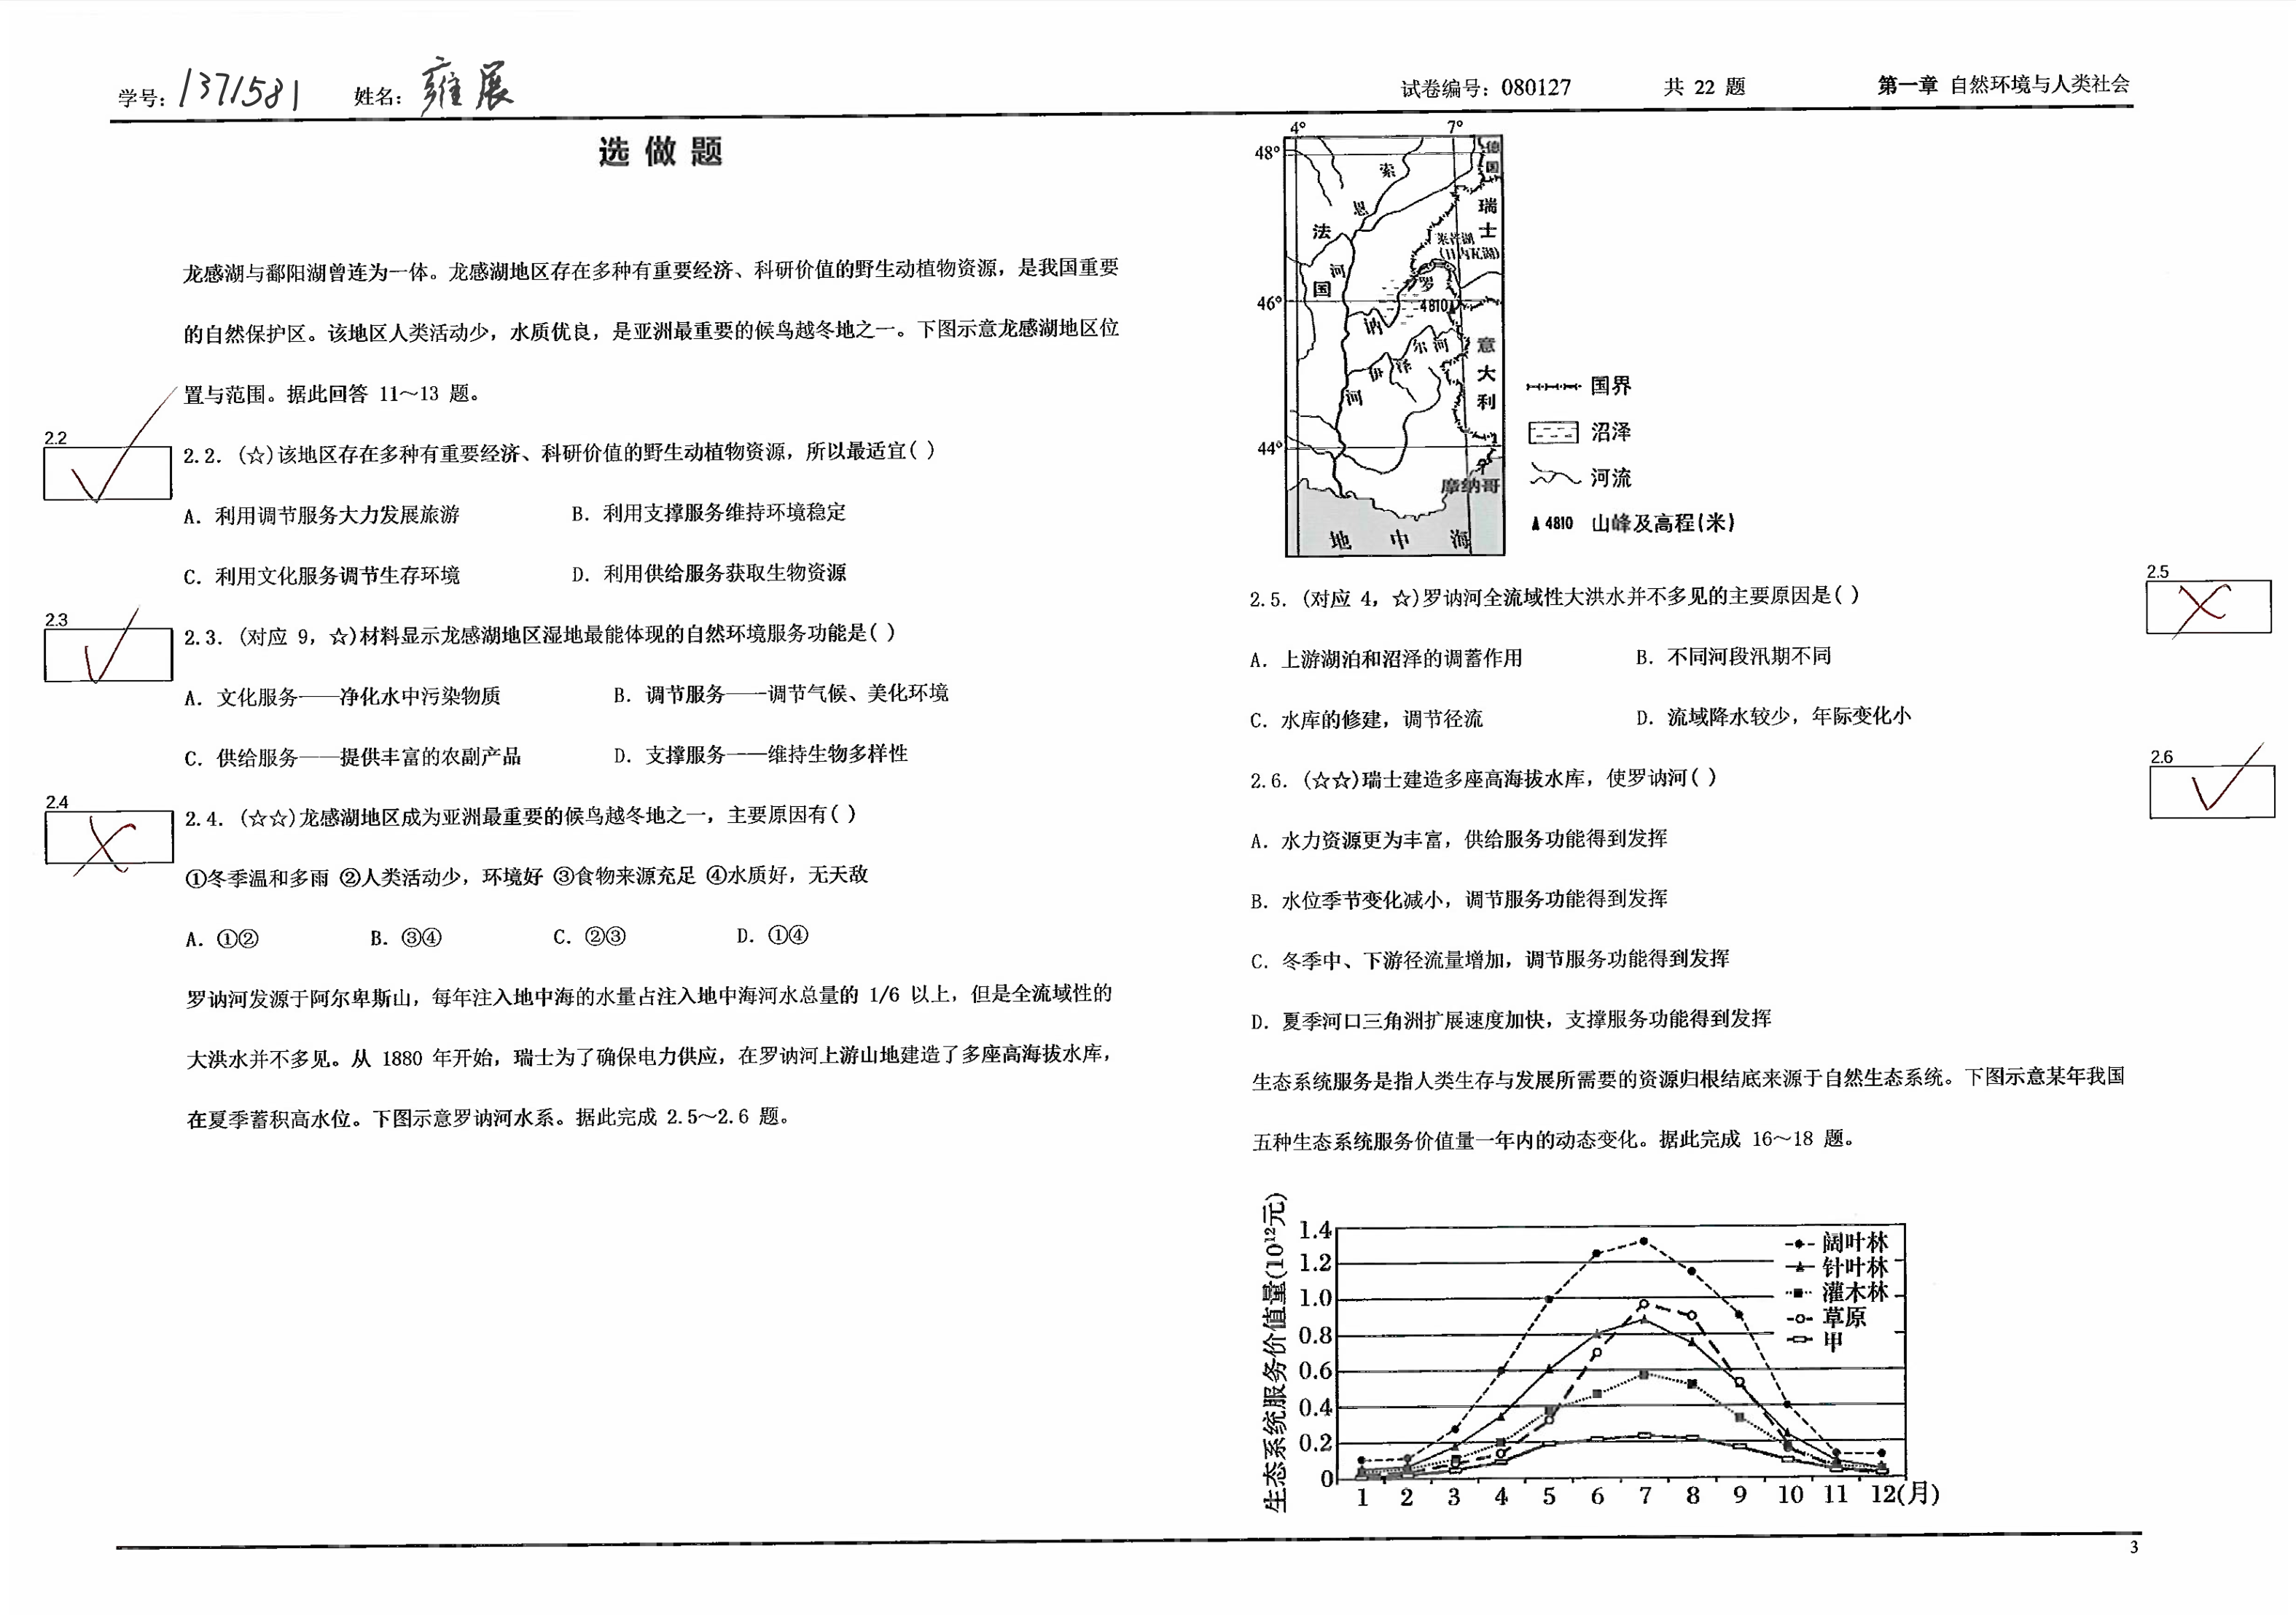 学号: 1371581 姓名: 雍展 试卷编号: 080127 共 22 题 第一章 自然环境与人类社会
选做题
龙感湖与鄱阳湖曾连为一体。龙感湖地区存在多种有重要经济、科研价值的野生动植物资源，是我国重要
的自然保护区。该地区人类活动少，水质优良，是亚洲最重要的候鸟越冬地之一。下图示意龙感湖地区位
置与范围。据此回答 11～13 题。
2.2
2.2. (☆)该地区存在多种有重要经济、科研价值的野生动植物资源，所以最适宜( )
A. 利用调节服务大力发展旅游 B. 利用支撑服务维持环境稳定
C. 利用文化服务调节生存环境 D. 利用供给服务获取生物资源
2.3
2.3. (对应 9, ☆)材料显示龙感湖地区湿地最能体现的自然环境服务功能是( )
A. 文化服务——净化水中污染物质 B. 调节服务——调节气候、美化环境
C. 供给服务——提供丰富的农副产品 D. 支撑服务——维持生物多样性
2.4
2.4. (☆☆)龙感湖地区成为亚洲最重要的候鸟越冬地之一，主要原因有( )
①冬季温和多雨 ②人类活动少，环境好 ③食物来源充足 ④水质好，无天敌
A. ①② B. ③④ C. ②③ D. ①④
罗讷河发源于阿尔卑斯山，每年注入地中海的水量占注入地中海河水总量的 1/6 以上，但是全流域性的
大洪水并不多见。从 1880 年开始，瑞士为了确保电力供应，在罗讷河上游山地建造了多座高海拔水库，
在夏季蓄积高水位。下图示意罗讷河水系。据此完成 2.5～2.6 题。
4° 7°
48°
46°
44°
德国
瑞士
法国
索恩河
莱芒湖
(日内瓦湖)
罗讷河
4810
伊泽尔河
意大利
摩纳哥
地中海
国界
沼泽
河流
▲4810 山峰及高程(米)
2.5
2.5. (对应 4, ☆)罗讷河全流域性大洪水并不多见的主要原因是( )
A. 上游湖泊和沼泽的调蓄作用 B. 不同河段汛期不同
C. 水库的修建，调节径流 D. 流域降水较少，年际变化小
2.6
2.6. (☆☆)瑞士建造多座高海拔水库，使罗讷河( )
A. 水力资源更为丰富，供给服务功能得到发挥
B. 水位季节变化减小，调节服务功能得到发挥
C. 冬季中、下游径流量增加，调节服务功能得到发挥
D. 夏季河口三角洲扩展速度加快，支撑服务功能得到发挥
生态系统服务是指人类生存与发展所需要的资源归根结底来源于自然生态系统。下图示意某年我国
五种生态系统服务价值量一年内的动态变化。据此完成 16～18 题。
生态系统服务价值量(10¹²元)
1.4
1.2
1.0
0.8
0.6
0.4
0.2
0
阔叶林
针叶林
灌木林
草原
甲
1 2 3 4 5 6 7 8 9 10 11 12(月)
3